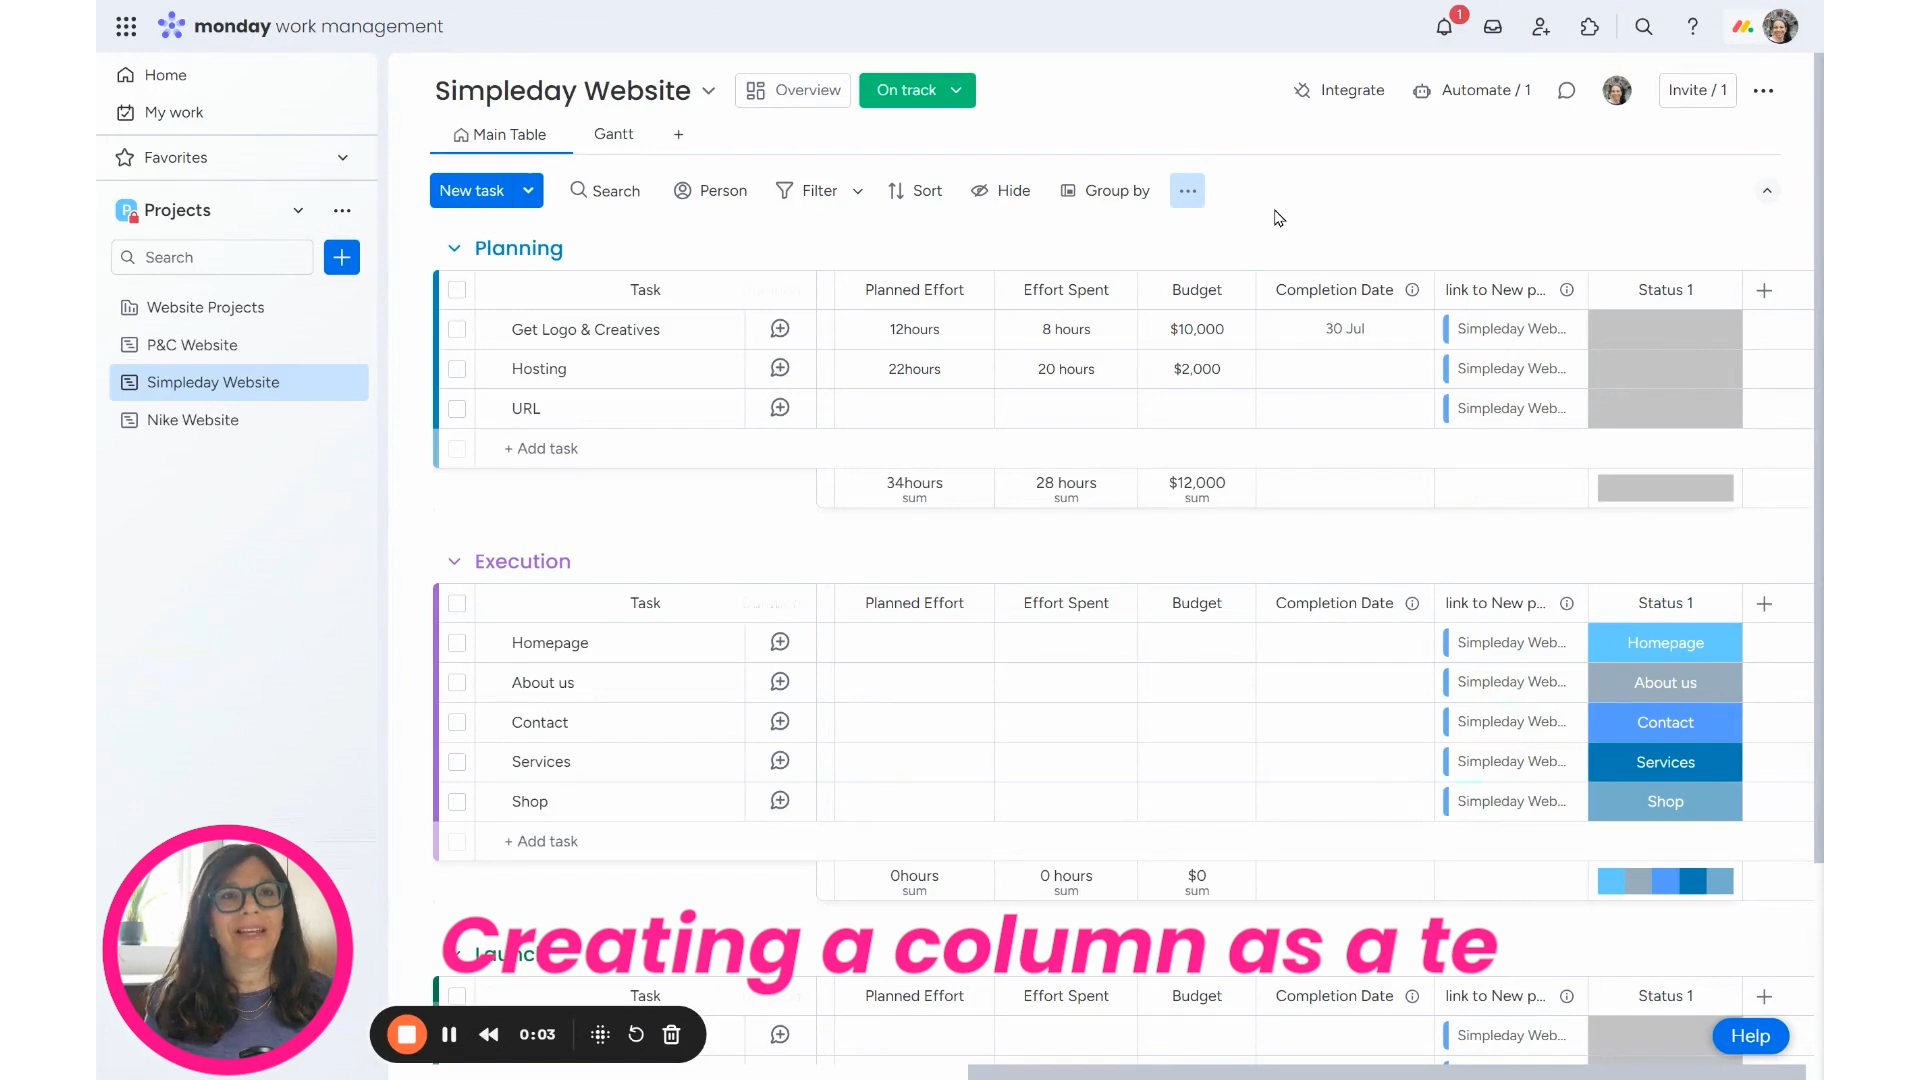 monday work management
1
Home
My work
Favorites
Projects
Search
Website Projects
P&C Website
Simpleday Website
Nike Website
Simpleday Website
Overview
On track
Integrate
Automate / 1
Invite / 1
Main Table
Gantt
+
New task
Search
Person
Filter
Sort
Hide
Group by
Planning
Task Planned Effort Effort Spent Budget Completion Date link to New p... Status 1
Get Logo & Creatives 12hours 8 hours $10,000 30 Jul Simpleday Web...
Hosting 22hours 20 hours $2,000 Simpleday Web...
URL Simpleday Web...
+ Add task
34hours 28 hours $12,000
sum sum sum
Execution
Task Planned Effort Effort Spent Budget Completion Date link to New p... Status 1
Homepage Simpleday Web... Homepage
About us Simpleday Web... About us
Contact Simpleday Web... Contact
Services Simpleday Web... Services
Shop Simpleday Web... Shop
+ Add task
0hours 0 hours $0
sum sum sum
Creating a column as a te
Task Planned Effort Effort Spent Budget Completion Date link to New p... Status 1
Simpleday Web...
0:03
Help